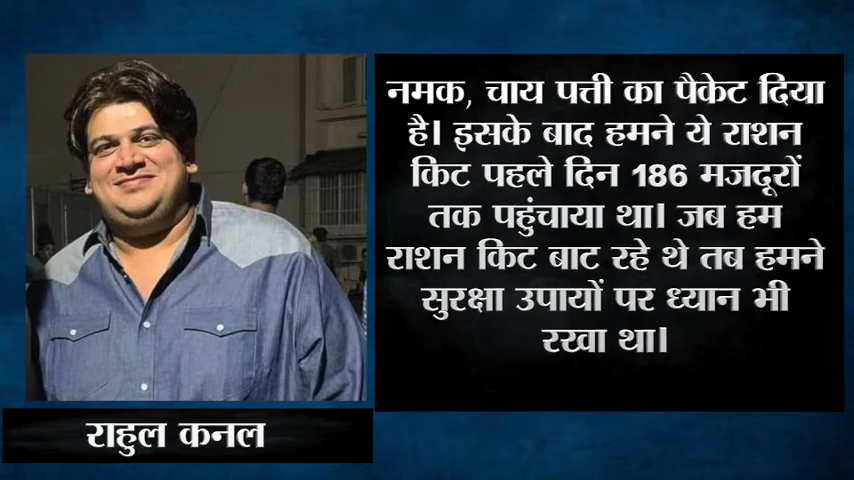 नमक, चाय पत्ती का पैकेट दिया
है। इसके बाद हमने ये राशन
किट पहले दिन 186 मजदूरों
तक पहुंचाया था। जब हम
राशन किट बाट रहे थे तब हमने
सुरक्षा उपायों पर ध्यान भी
रखा था।
राहुल कनल